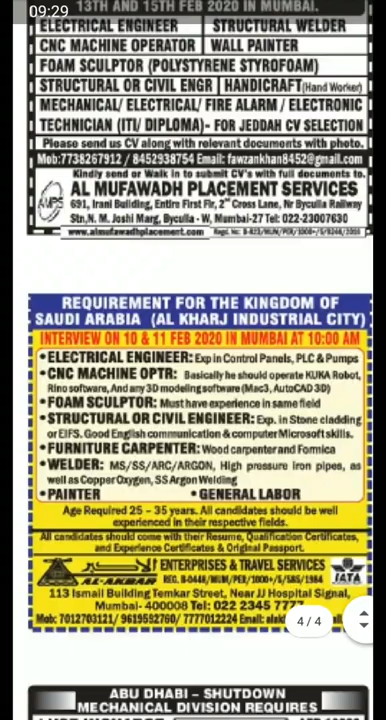 13TH AND 15TH FEB 2020 IN MUMBAI.
09:29
ELECTRICAL ENGINEER | STRUCTURAL WELDER
CNC MACHINE OPERATOR | WALL PAINTER
FOAM SCULPTOR (POLYSTYRENE STYROFOAM)
STRUCTURAL OR CIVIL ENGR | HANDICRAFT (Hand Worker)
MECHANICAL/ ELECTRICAL/ FIRE ALARM / ELECTRONIC
TECHNICIAN (ITI/ DIPLOMA)- FOR JEDDAH CV SELECTION
Please send us CV along with relevant documents with photo.
Mob:7738267912 / 8452938754 Email: fawzankhan8452@gmail.com
Kindly send or Walk in to submit CV's with full documents to.
AMPS
AL MUFAWADH PLACEMENT SERVICES
691, Irani Building, Entire First Flr, 2nd Cross Lane, Nr Byculla Railway
Stn, N. M. Joshi Marg, Byculla - W, Mumbai-27 Tel: 022-23007630
www.almufawadhplacement.com
REQUIREMENT FOR THE KINGDOM OF
SAUDI ARABIA (AL KHARJ INDUSTRIAL CITY)
INTERVIEW ON 10 & 11 FEB 2020 IN MUMBAI AT 10:00 AM
• ELECTRICAL ENGINEER: Exp in Control Panels, PLC & Pumps
• CNC MACHINE OPTR: Basically he should operate KUKA Robot,
Rino software, And any 3D modeling software (Mac3, AutoCAD 3D)
• FOAM SCULPTOR: Must have experience in same field
• STRUCTURAL OR CIVIL ENGINEER: Exp. in Stone cladding
or EIFS. Good English communication & computer Microsoft skills.
• FURNITURE CARPENTER: Wood carpenter and Formica
• WELDER: MS/SS/ARC/ARGON, High pressure Iron pipes, as
well as Copper Oxygen, SS Argon Welding
• PAINTER • GENERAL LABOR
Age Required 25 - 35 years. All candidates should be well
experienced in their respective fields.
All candidates should come with their Resume, Qualification Certificates,
and Experience Certificates & Original Passport.
AL-AKBAR ENTERPRISES & TRAVEL SERVICES
REG. B-0448/MUM/PER/1000+/5/585/1984
IATA
113 Ismail Building Temkar Street, Near JJ Hospital Signal,
Mumbai- 400008 Tel: 022 2345 7777
Mob: 7012703121/ 9619592760/ 7777012224 Email:
4 / 4
ABU DHABI – SHUTDOWN
MECHANICAL DIVISION REQUIRES